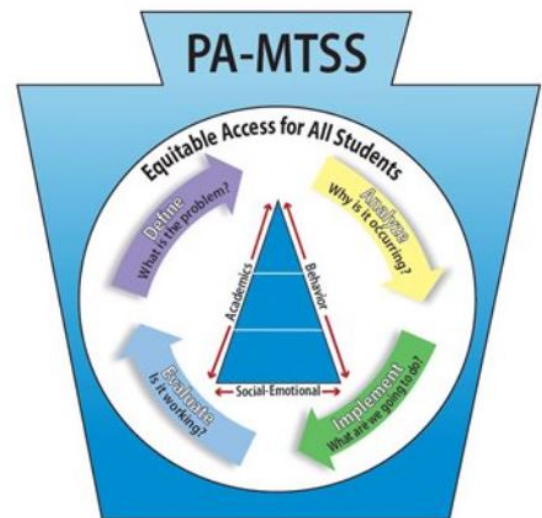 PA-MTSS
Equitable Access for All Students
Define
What is the problem?
Analyze
Why is it occurring?
Academics
Behavior
Social-Emotional
Evaluate
Is it working?
Implement
What are we going to do?